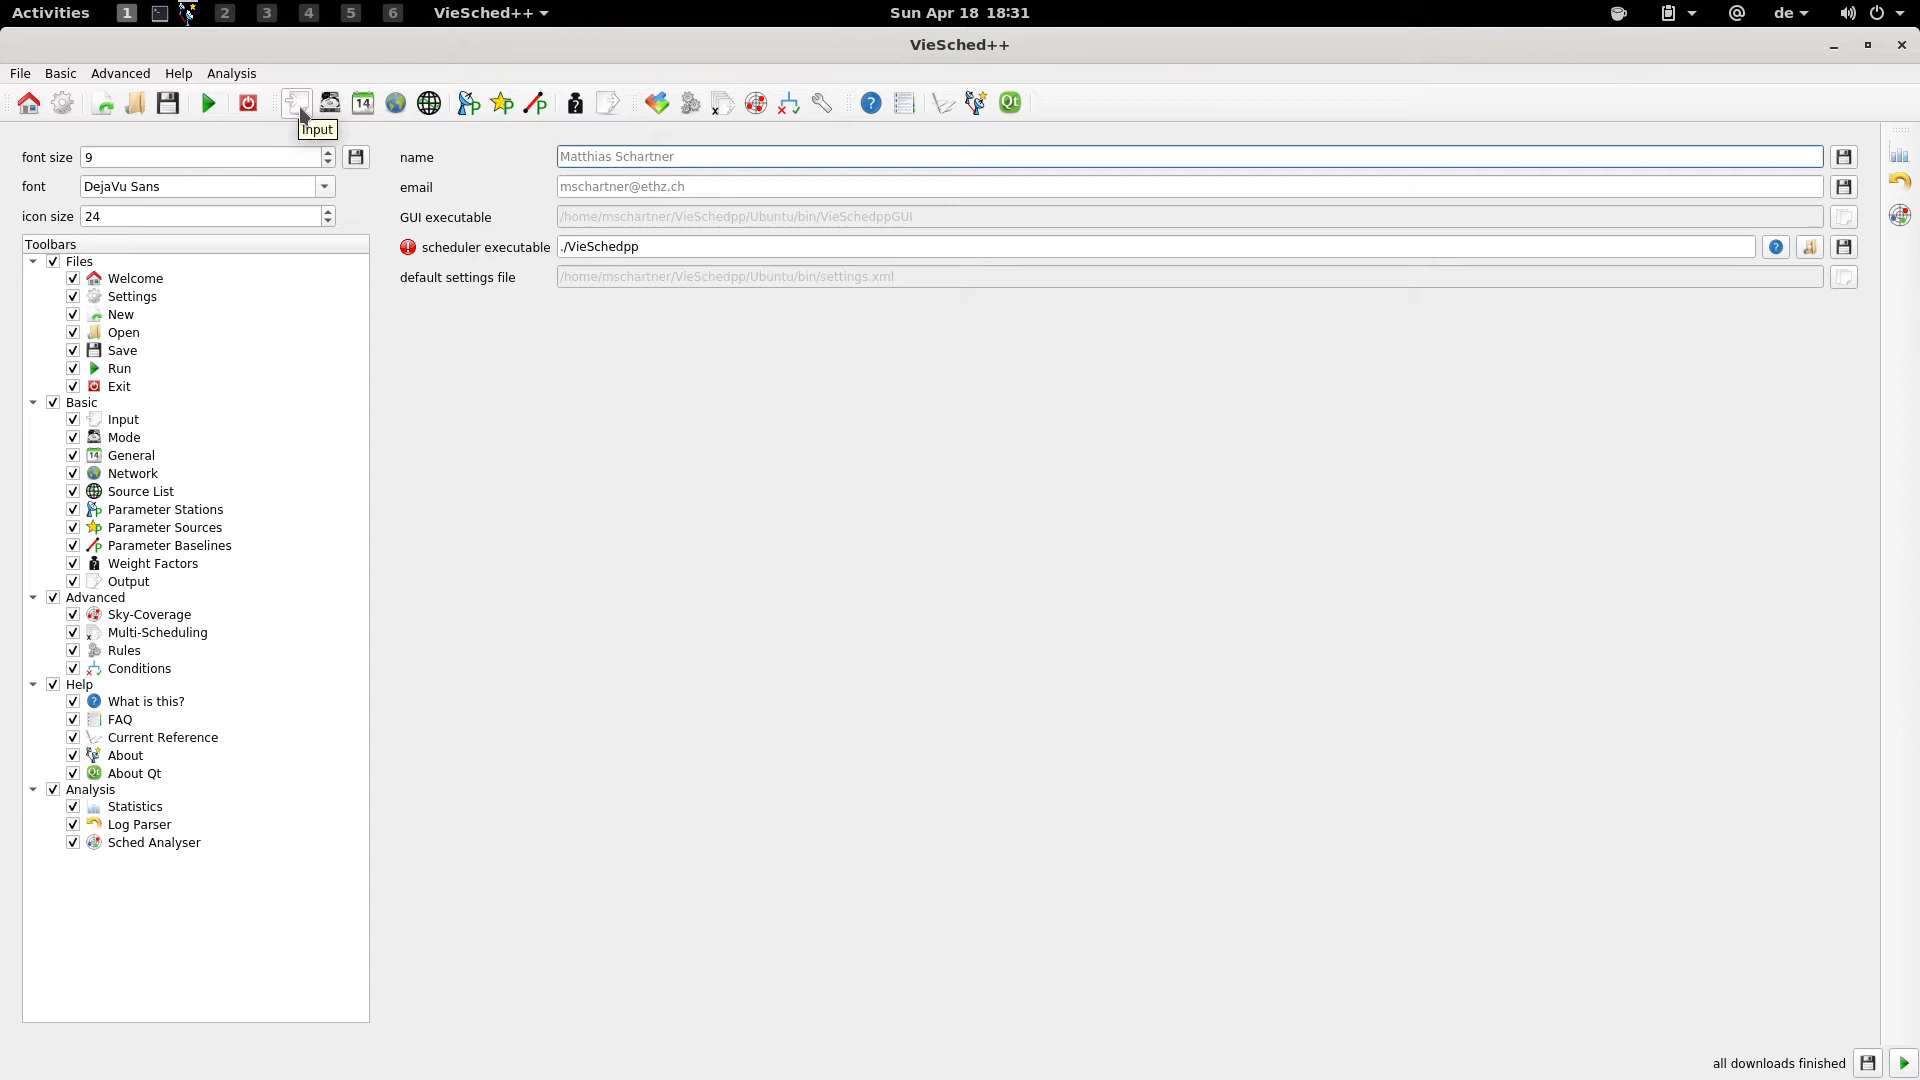 Activities 1 2 3 4 5 6 VieSched++ Sun Apr 18 18:31 de
VieSched++
File Basic Advanced Help Analysis
14 Qt
Input
font size 9
font DejaVu Sans
icon size 24
name Matthias Schartner
email mschartner@ethz.ch
GUI executable /home/mschartner/VieSchedpp/Ubuntu/bin/VieSchedppGUI
scheduler executable ./VieSchedpp
default settings file /home/mschartner/VieSchedpp/Ubuntu/bin/settings.xml
Toolbars
Files
Welcome
Settings
New
Open
Save
Run
Exit
Basic
Input
Mode
General
Network
Source List
Parameter Stations
Parameter Sources
Parameter Baselines
Weight Factors
Output
Advanced
Sky-Coverage
Multi-Scheduling
Rules
Conditions
Help
What is this?
FAQ
Current Reference
About
About Qt
Analysis
Statistics
Log Parser
Sched Analyser
all downloads finished